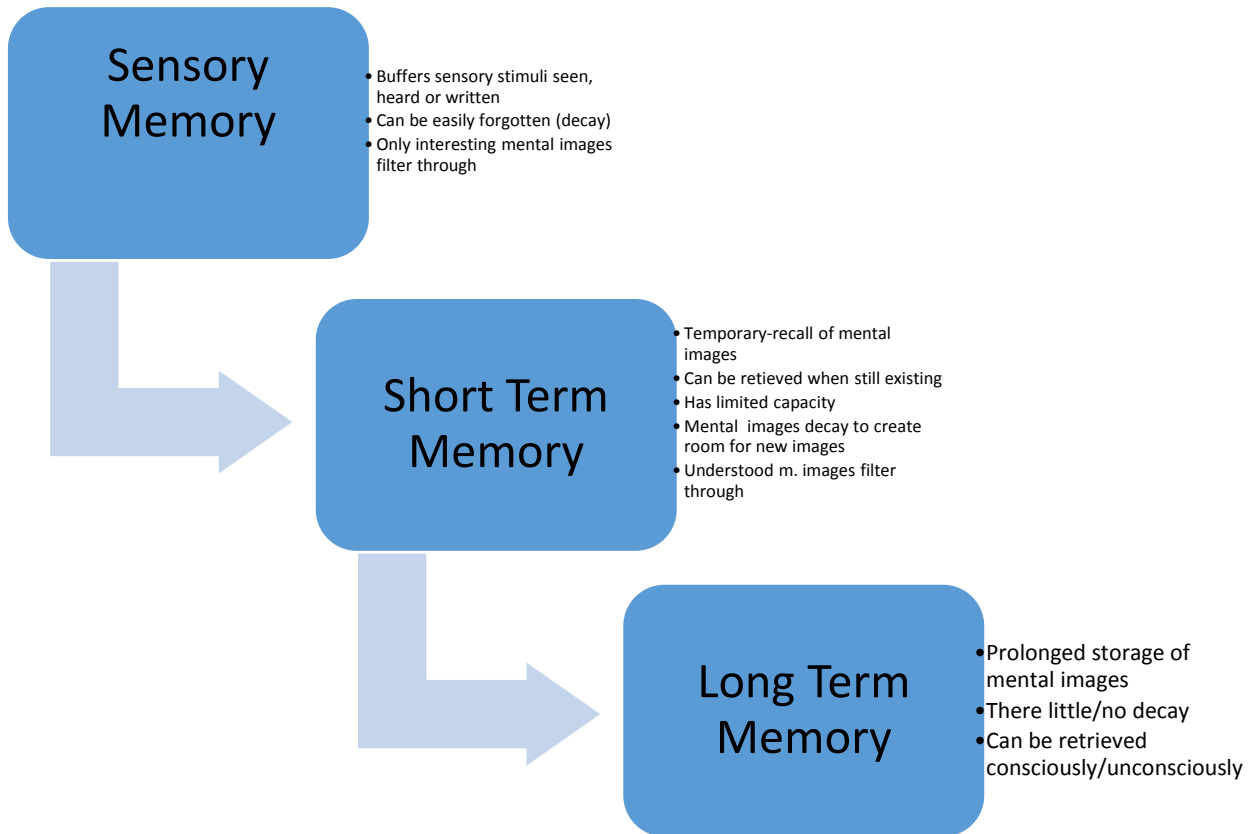 Sensory
Memory
• Buffers sensory stimuli seen,
heard or written
• Can be easily forgotten (decay)
• Only interesting mental images
filter through
Short Term
Memory
• Temporary-recall of mental
images
• Can be retieved when still existing
• Has limited capacity
• Mental  images decay to create
room for new images
• Understood m. images filter
through
Long Term
Memory
• Prolonged storage of
mental images
• There little/no decay
• Can be retrieved
consciously/unconsciously